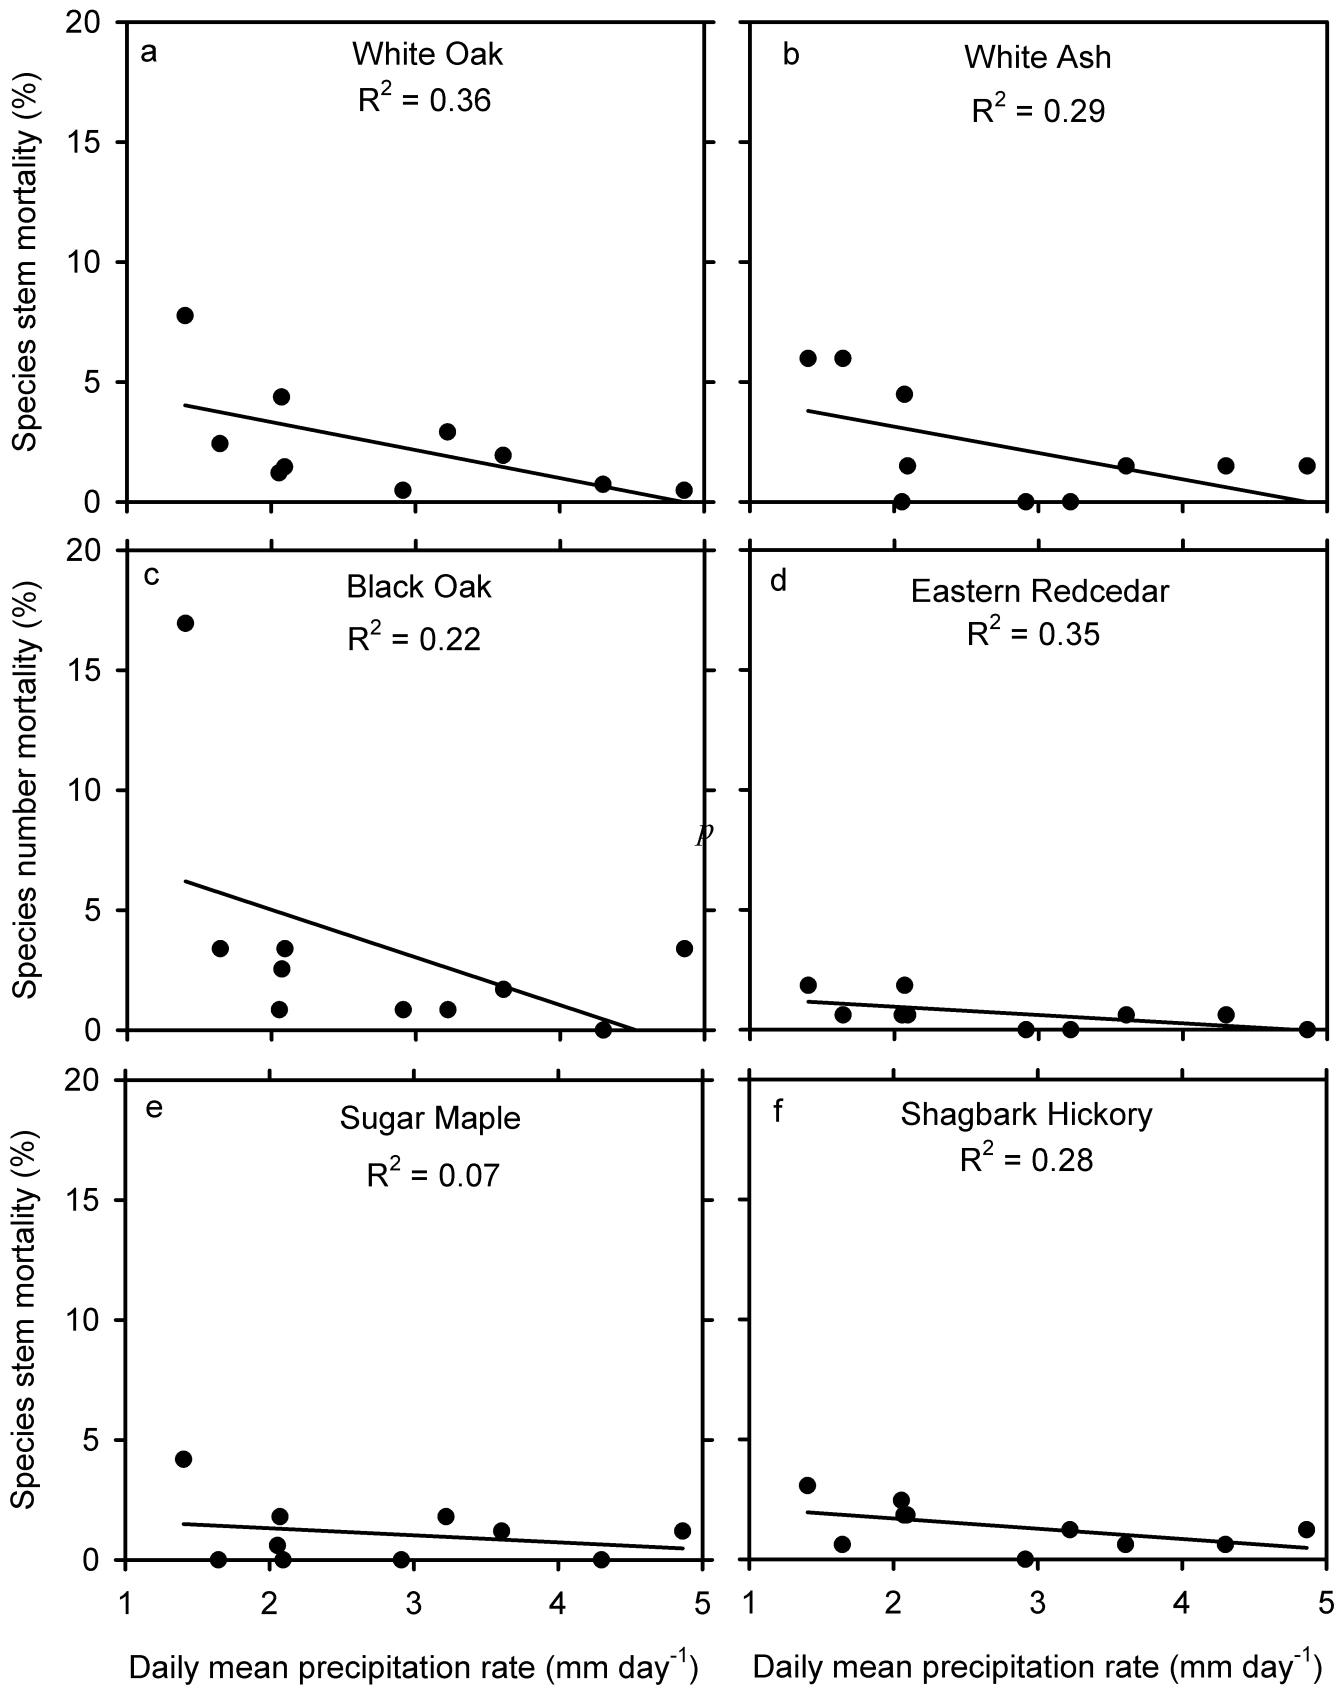 20
a
White Oak
R² = 0.36
15
10
5
0
Species stem mortality (%)
b
White Ash
R² = 0.29
20
c
Black Oak
R² = 0.22
15
10
5
0
Species number mortality (%)
p
d
Eastern Redcedar
R² = 0.35
20
e
Sugar Maple
R² = 0.07
15
10
5
0
Species stem mortality (%)
1 2 3 4 5
Daily mean precipitation rate (mm day⁻¹)
f
Shagbark Hickory
R² = 0.28
1 2 3 4 5
Daily mean precipitation rate (mm day⁻¹)